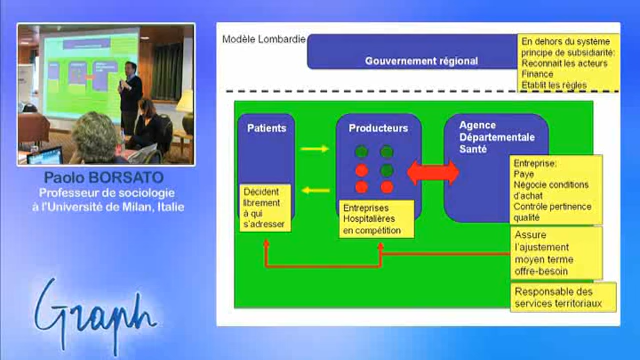 Modèle Lombardie
Gouvernement régional
En dehors du système
principe de subsidiarité:
Reconnait les acteurs
Finance
Etablit les règles
Patients
Producteurs
Agence
Départementale
Santé
Décident
librement
à qui
s'adresser
Entreprises
Hospitalières
en compétition
Entreprise:
Paye
Négocie conditions
d'achat
Contrôle pertinence
qualité
Assure
l'ajustement
moyen terme
offre-besoin
Responsable des
services territoriaux
Paolo BORSATO
Professeur de sociologie
à l'Université de Milan, Italie
Graph